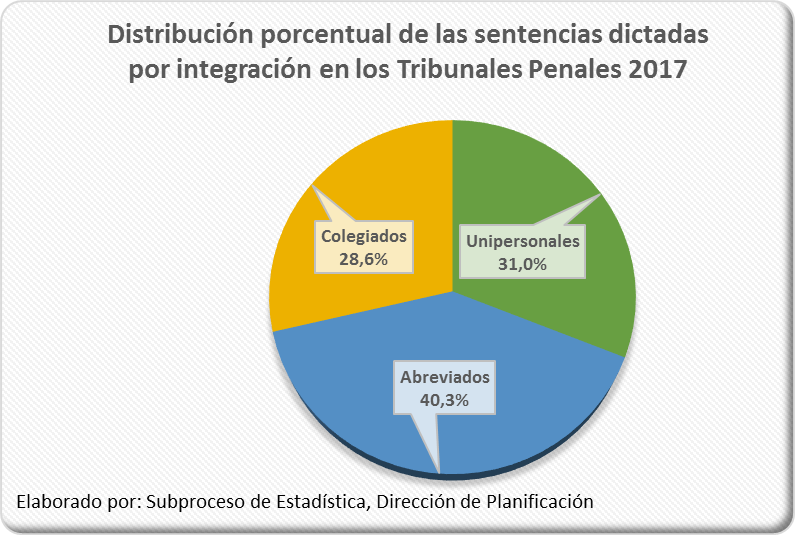 Distribución porcentual de las sentencias dictadas
por integración en los Tribunales Penales 2017
Colegiados
28,6%
Unipersonales
31,0%
Abreviados
40,3%
Elaborado por: Subproceso de Estadística, Dirección de Planificación